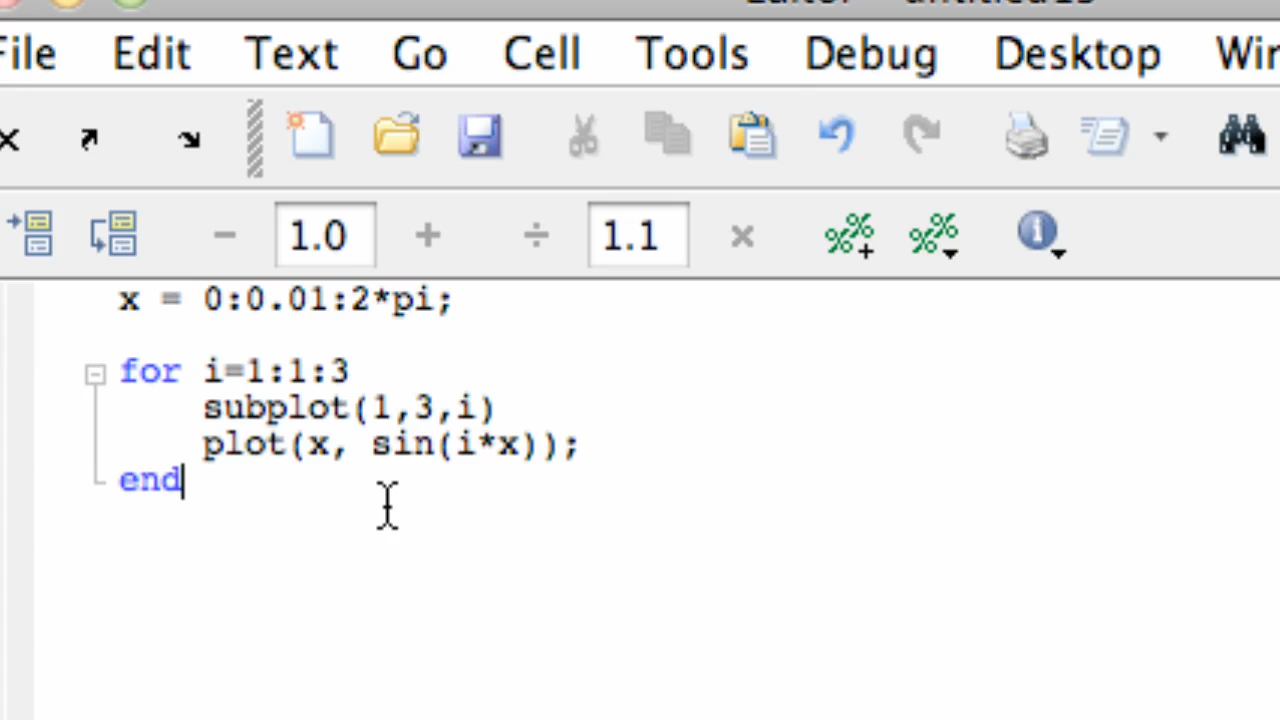 File Edit Text Go Cell Tools Debug Desktop
1.0 1.1
x = 0:0.01:2*pi;
for i=1:1:3
subplot(1,3,i)
plot(x, sin(i*x));
end